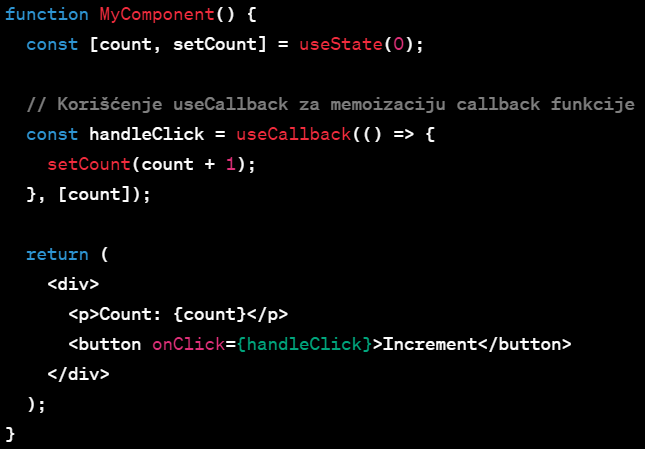 function MyComponent() {
  const [count, setCount] = useState(0);

  // Korišćenje useCallback za memoizaciju callback funkcije
  const handleClick = useCallback(() => {
    setCount(count + 1);
  }, [count]);

  return (
    <div>
      <p>Count: {count}</p>
      <button onClick={handleClick}>Increment</button>
    </div>
  );
}